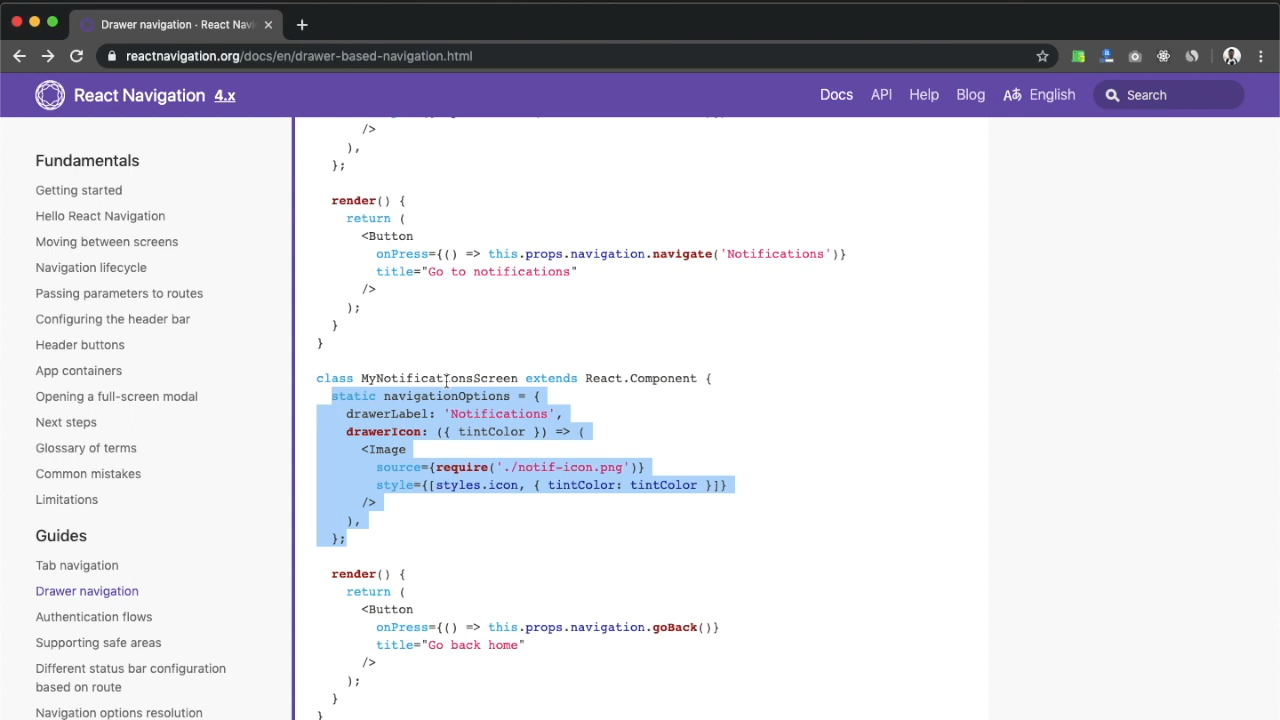 Drawer navigation - React Navi
reactnavigation.org/docs/en/drawer-based-navigation.html
React Navigation 4.x
Docs
API
Help
Blog
English
Search
Fundamentals
Getting started
Hello React Navigation
Moving between screens
Navigation lifecycle
Passing parameters to routes
Configuring the header bar
Header buttons
App containers
Opening a full-screen modal
Next steps
Glossary of terms
Common mistakes
Limitations
Guides
Tab navigation
Drawer navigation
Authentication flows
Supporting safe areas
Different status bar configuration
based on route
Navigation options resolution
/>
),
};
render() {
return (
<Button
onPress={() => this.props.navigation.navigate('Notifications')}
title="Go to notifications"
/>
);
}
}
class MyNotificationsScreen extends React.Component {
static navigationOptions = {
drawerLabel: 'Notifications',
drawerIcon: ({ tintColor }) => (
<Image
source={require('./notif-icon.png')}
style={[styles.icon, { tintColor: tintColor }]}
/>
),
};
render() {
return (
<Button
onPress={() => this.props.navigation.goBack()}
title="Go back home"
/>
);
}
}